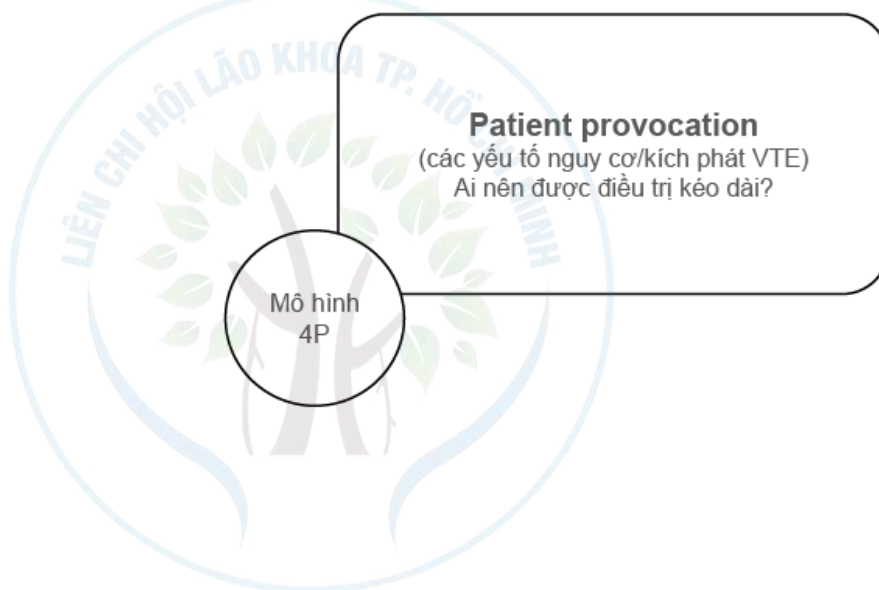 LIÊN CHI HỘI LÃO KHOA TP. HỒ CHÍ MINH
Patient provocation
(các yếu tố nguy cơ/kích phát VTE)
Ai nên được điều trị kéo dài?
Mô hình
4P